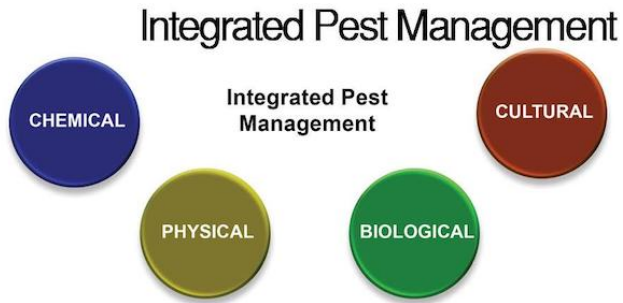 Integrated Pest Management
CHEMICAL
Integrated Pest
Management
CULTURAL
PHYSICAL
BIOLOGICAL